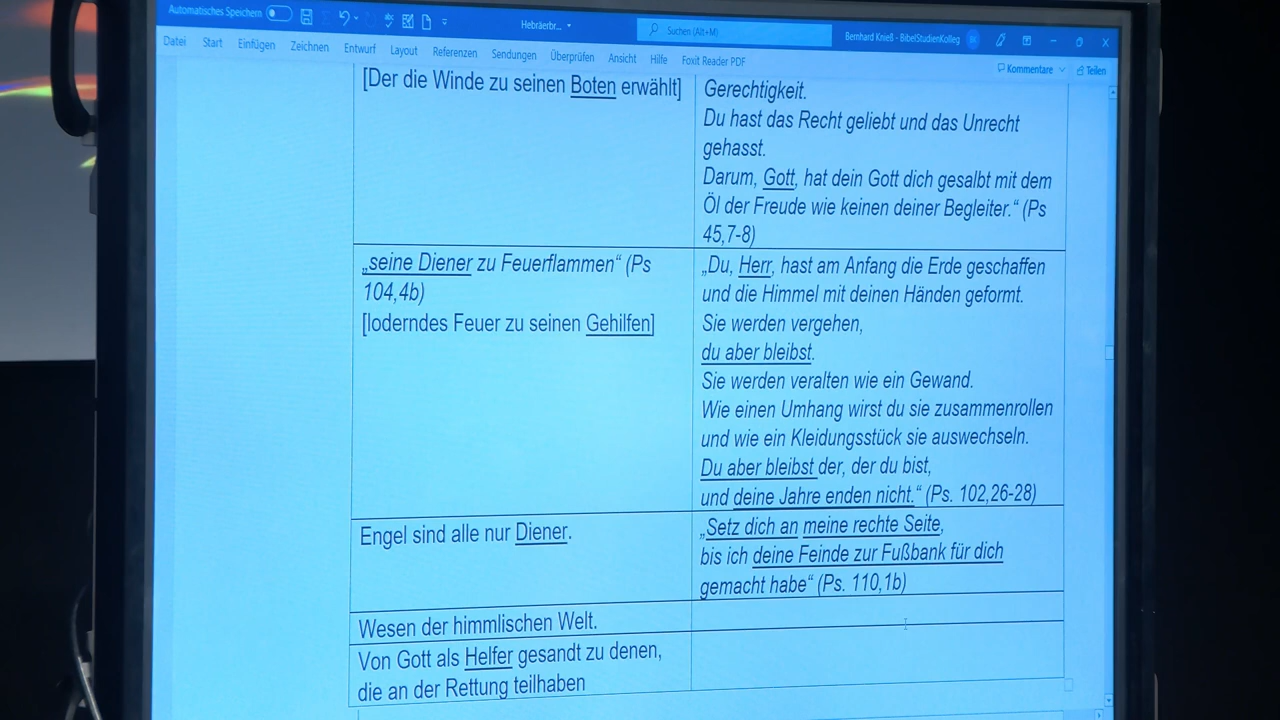 Automatisches Speichern
Hebräerbr...
Suchen (Alt+M)
Bernhard Knieß - BibelStudienKolleg
Datei Start Einfügen Zeichnen Entwurf Layout Referenzen Sendungen Überprüfen Ansicht Hilfe Foxit Reader PDF
Kommentare
Teilen
[Der die Winde zu seinen Boten erwählt]
Gerechtigkeit.
Du hast das Recht geliebt und das Unrecht
gehasst.
Darum, Gott, hat dein Gott dich gesalbt mit dem
Öl der Freude wie keinen deiner Begleiter.“ (Ps
45,7-8)
„seine Diener zu Feuerflammen“ (Ps
104,4b)
[loderndes Feuer zu seinen Gehilfen]
„Du, Herr, hast am Anfang die Erde geschaffen
und die Himmel mit deinen Händen geformt.
Sie werden vergehen,
du aber bleibst.
Sie werden veralten wie ein Gewand.
Wie einen Umhang wirst du sie zusammenrollen
und wie ein Kleidungsstück sie auswechseln.
Du aber bleibst der, der du bist,
und deine Jahre enden nicht.“ (Ps. 102,26-28)
Engel sind alle nur Diener.
„Setz dich an meine rechte Seite,
bis ich deine Feinde zur Fußbank für dich
gemacht habe“ (Ps. 110,1b)
Wesen der himmlischen Welt.
Von Gott als Helfer gesandt zu denen,
die an der Rettung teilhaben